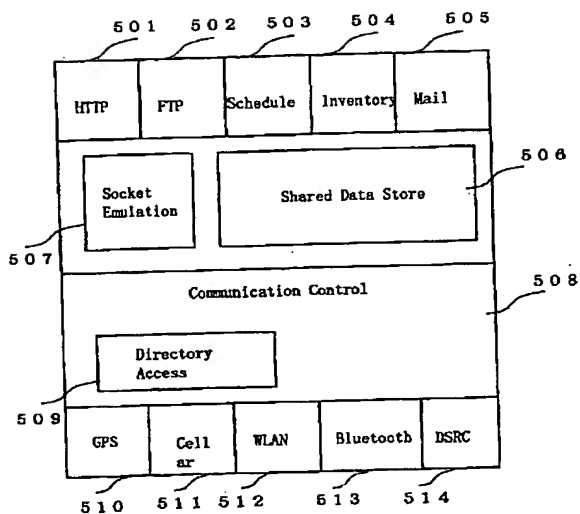 501 502 503 504 505
HTTP FTP Schedule Inventory Mail
506
Socket
Emulation
Shared Data Store
507
508
Communication Control
Directory
Access
509
GPS Cell
ar WLAN Bluetooth DSRC
510 511 512 513 514